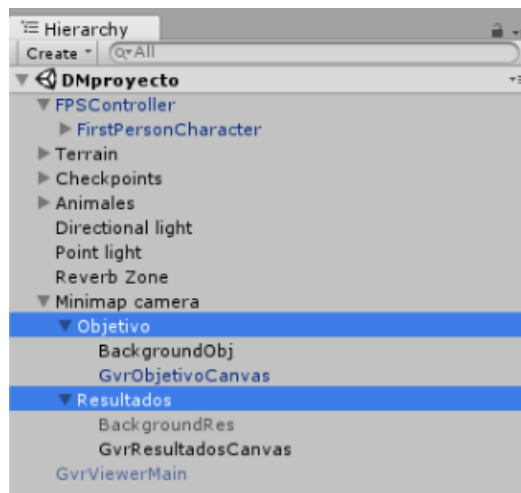 Hierarchy
Create All
DMproyecto
FPSController
FirstPersonCharacter
Terrain
Checkpoints
Animales
Directional light
Point light
Reverb Zone
Minimap camera
Objetivo
BackgroundObj
GvrObjetivoCanvas
Resultados
BackgroundRes
GvrResultadosCanvas
GvrViewerMain